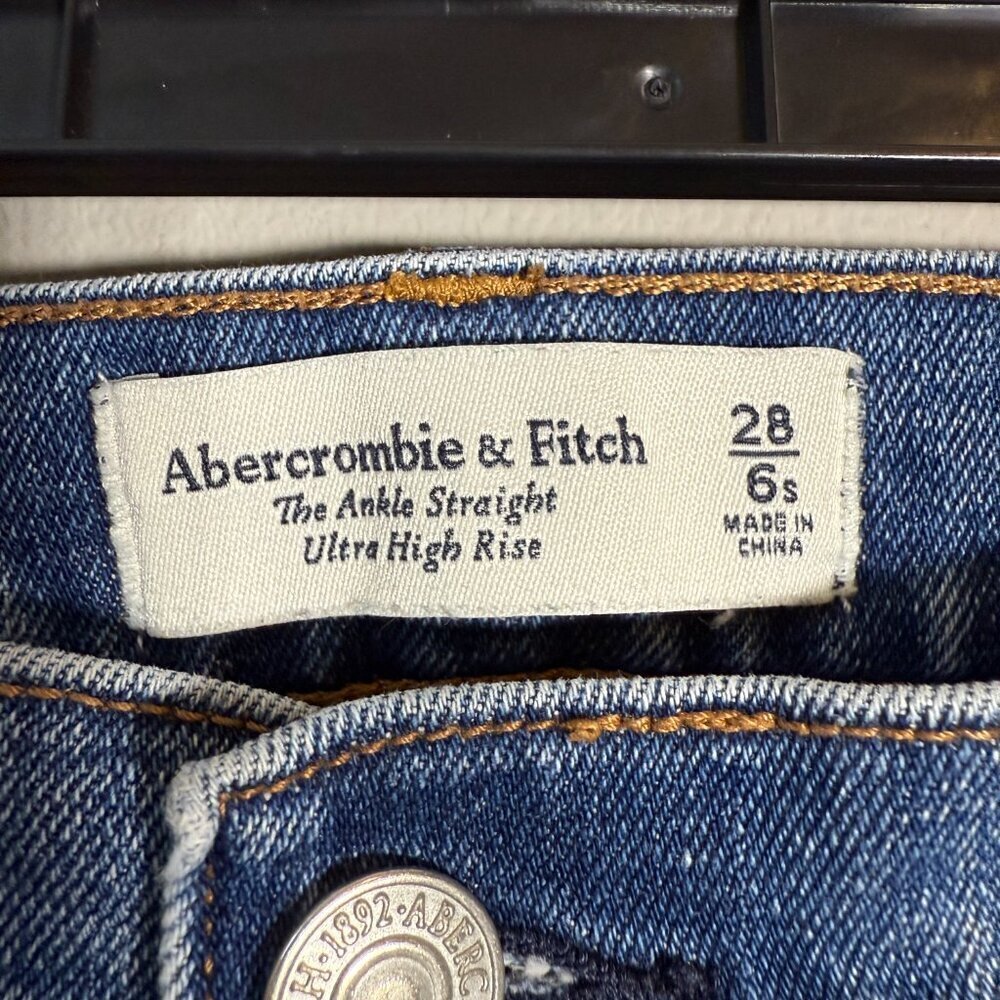 Abercrombie & Fitch
The Ankle Straight
Ultra High Rise
28
6s
MADE IN
CHINA
H·1892·ABERC